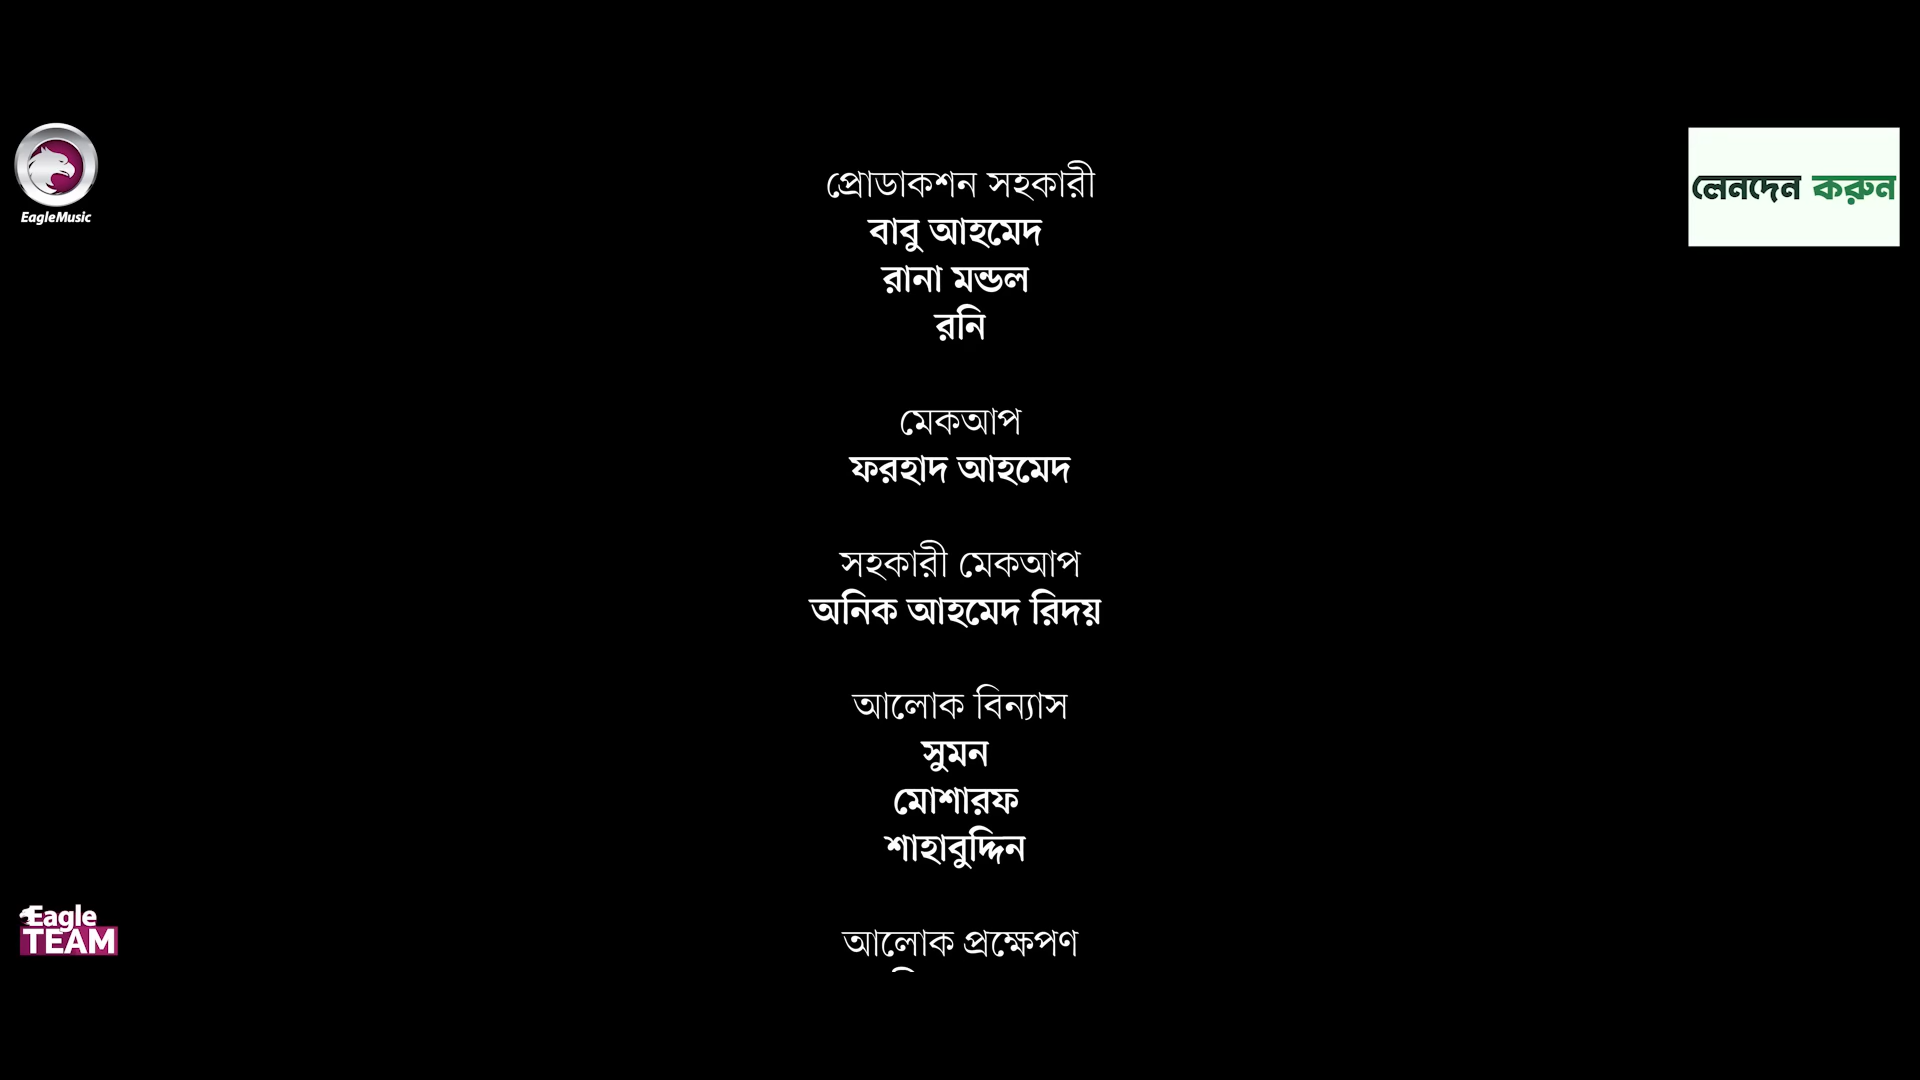 EagleMusic
লেনদেন করুন
প্রোডাকশন সহকারী
বাবু আহমেদ
রানা মন্ডল
রনি
মেকআপ
ফরহাদ আহমেদ
সহকারী মেকআপ
অনিক আহমেদ রিদয়
আলোক বিন্যাস
সুমন
মোশারফ
শাহাবুদ্দিন
আলোক প্রক্ষেপণ
Eagle
TEAM